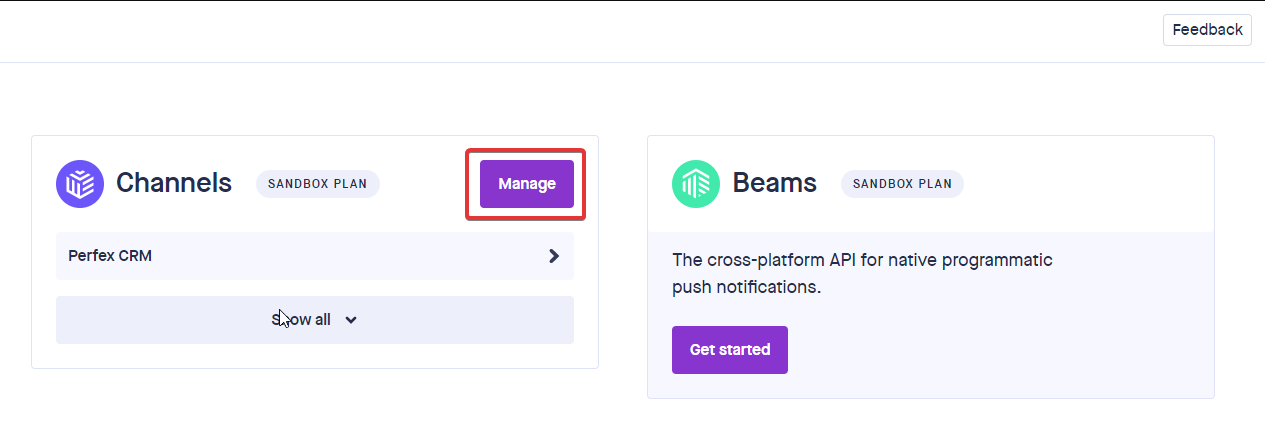 Feedback
Channels
SANDBOX PLAN
Manage
Perfex CRM
Show all
Beams
SANDBOX PLAN
The cross-platform API for native programmatic
push notifications.
Get started